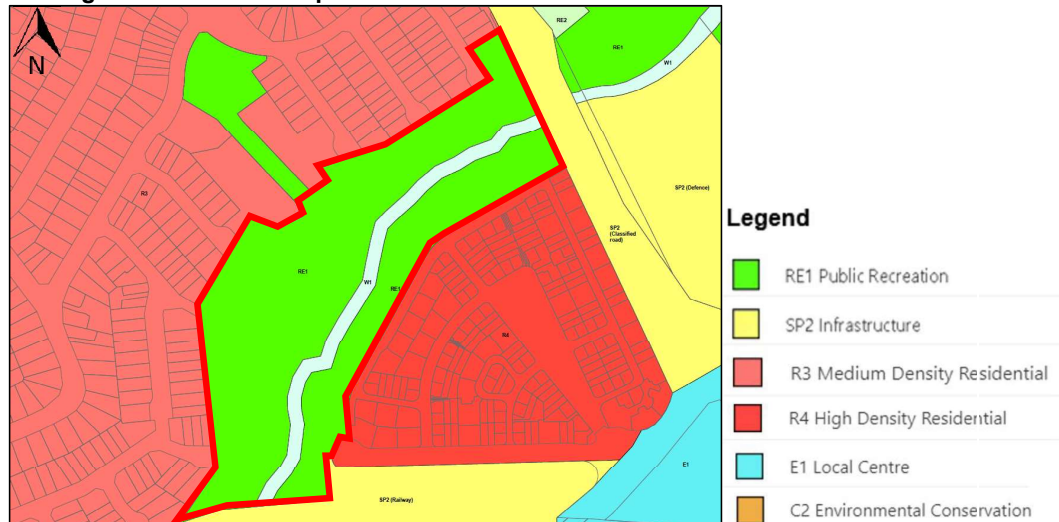 N
RE2
RE1
W1
R3
SP2 (Defence)
SP2
(Classified
road)
RE1
W1
RE1
R4
E1
SP2 (Railway)
Legend
RE1 Public Recreation
SP2 Infrastructure
R3 Medium Density Residential
R4 High Density Residential
E1 Local Centre
C2 Environmental Conservation